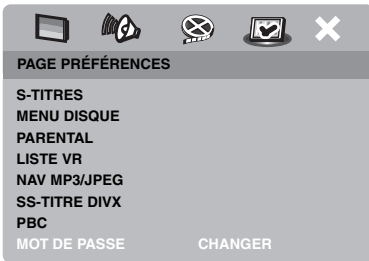 PAGE PRÉFÉRENCES
S-TITRES
MENU DISQUE
PARENTAL
LISTE VR
NAV MP3/JPEG
SS-TITRE DIVX
PBC
MOT DE PASSE CHANGER